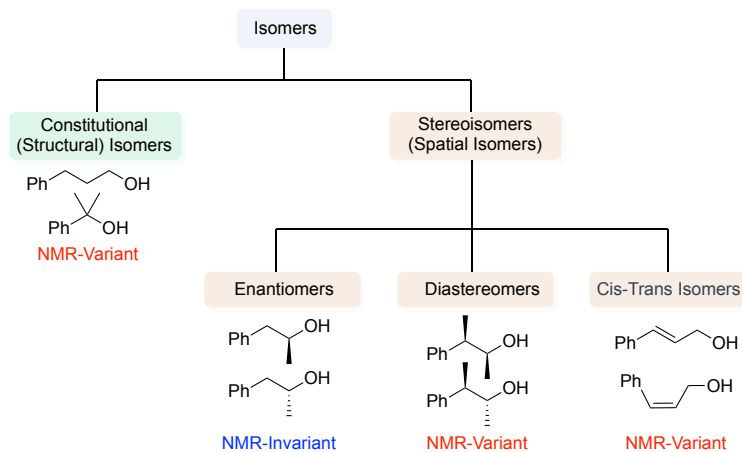 Isomers
Constitutional
(Structural) Isomers
Stereoisomers
(Spatial Isomers)
Ph
OH
Ph
OH
NMR-Variant
Enantiomers
Diastereomers
Cis-Trans Isomers
Ph
OH
Ph
OH
NMR-Invariant
Ph
OH
Ph
OH
NMR-Variant
Ph
OH
Ph
OH
NMR-Variant